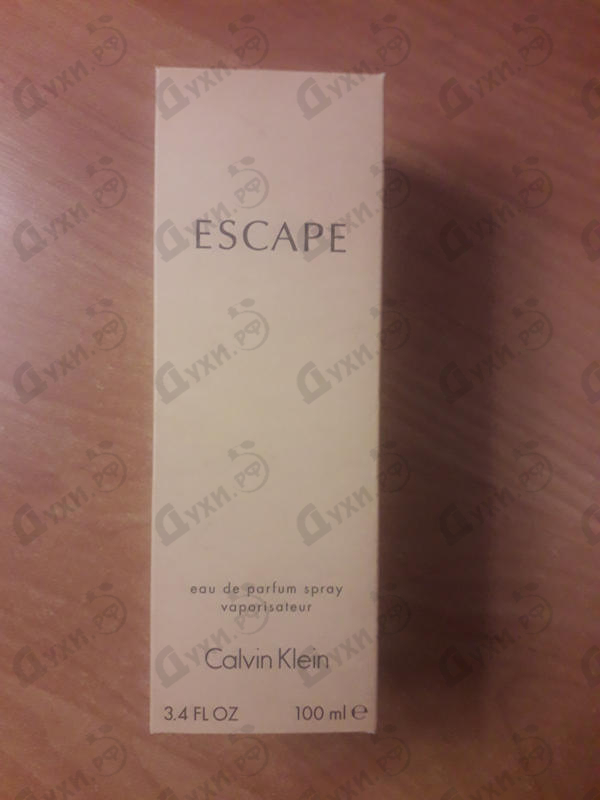 ESCAPE
eau de parfum spray
vaporisateur
Calvin Klein
3.4 FL OZ 100 ml ℮
Духи.рф